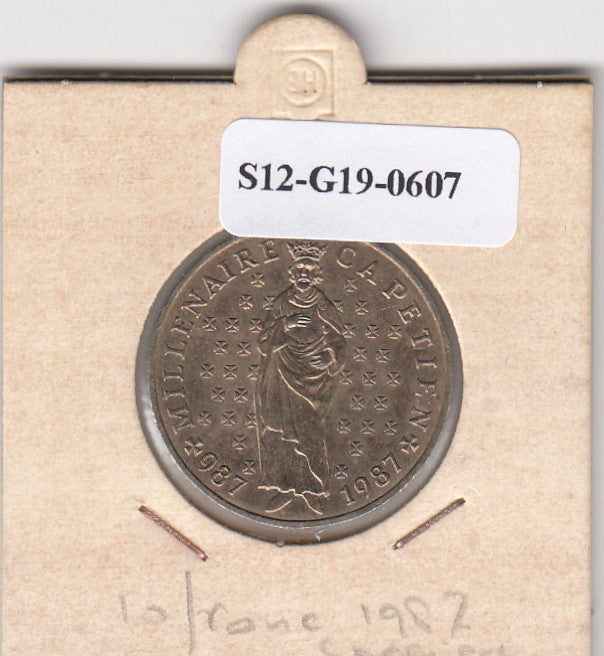 S12-G19-0607
MILLENAIRE CAPETIEN
987 1987
10 franc 1987